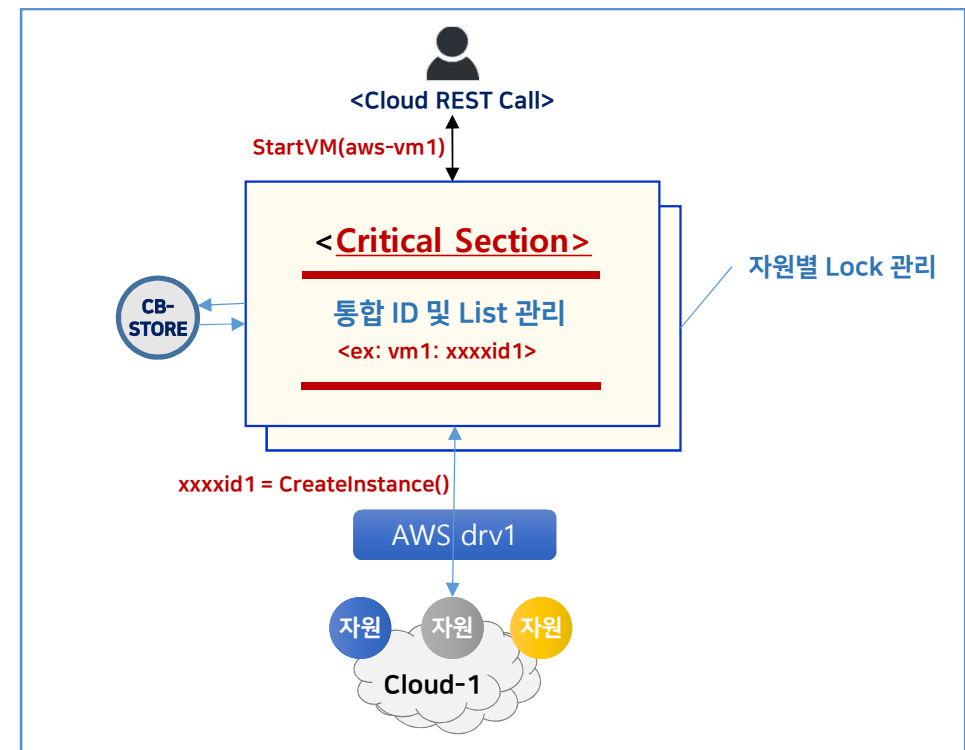 <Cloud REST Call>
StartVM(aws-vm1)
<Critical Section>
자원별 Lock 관리
통합 ID 및 List 관리
<ex: vm1: xxxxid1>
CB-
STORE
xxxxid1 = CreateInstance()
AWS drv1
자원 자원 자원
Cloud-1